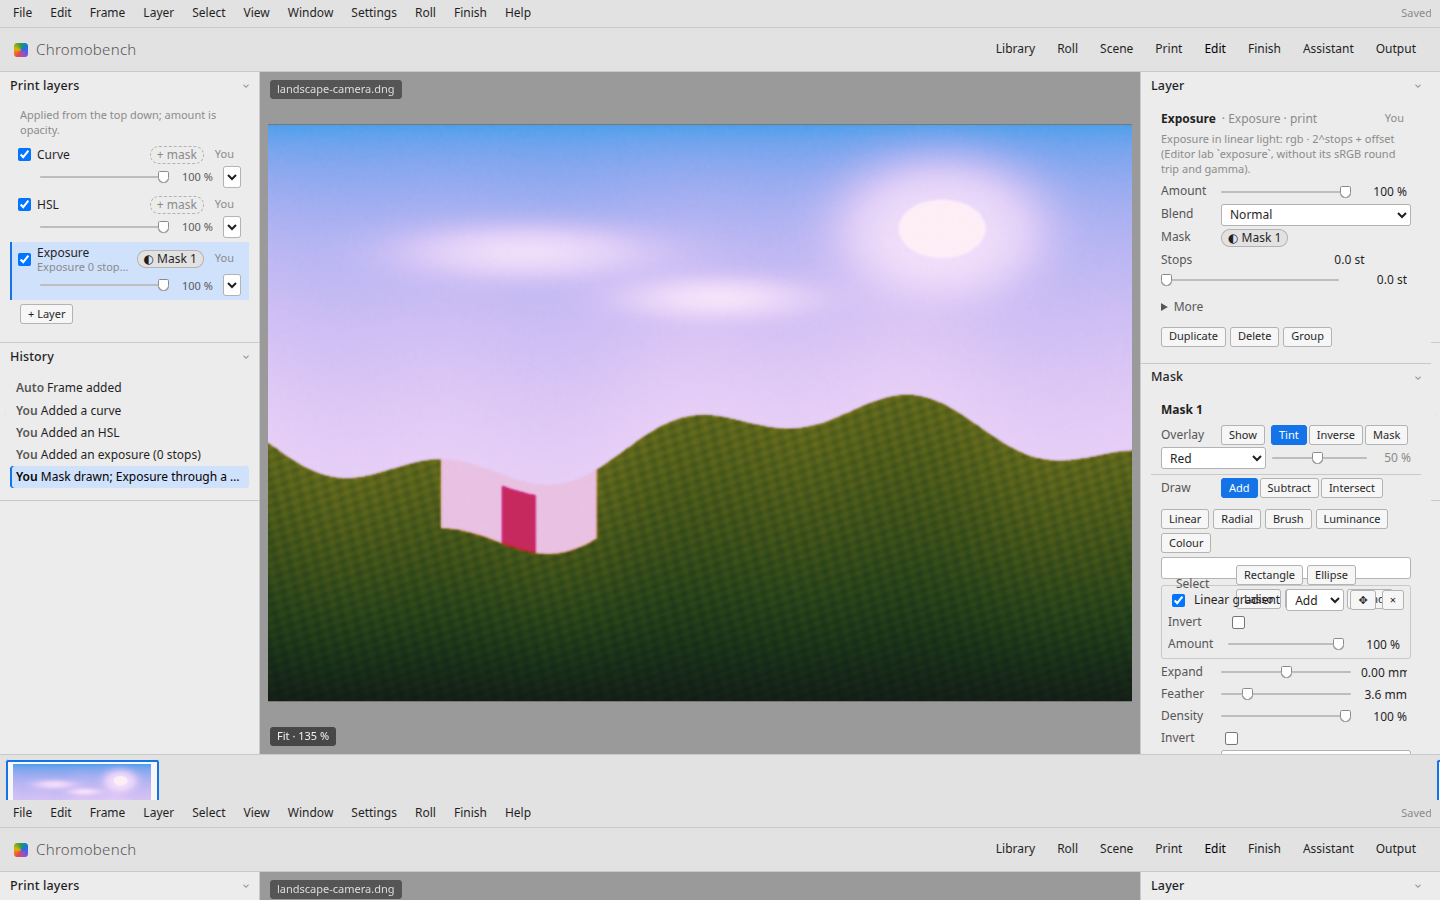 File Edit Frame Layer Select View Window Settings Roll Finish Help Saved
Chromobench Library Roll Scene Print Edit Finish Assistant Output
Print layers
Applied from the top down; amount is
opacity.
Curve + mask You
100 %
HSL + mask You
100 %
Exposure Mask 1 You
Exposure 0 stop...
100 %
+ Layer
History
Auto Frame added
You Added a curve
You Added an HSL
You Added an exposure (0 stops)
You Mask drawn; Exposure through a ...
landscape-camera.dng
Fit · 135 %
Layer
Exposure · Exposure · print You
Exposure in linear light: rgb · 2^stops + offset
(Editor lab `exposure`, without its sRGB round
trip and gamma).
Amount 100 %
Blend Normal
Mask Mask 1
Stops 0.0 st
0.0 st
More
Duplicate Delete Group
Mask
Mask 1
Overlay Show Tint Inverse Mask
Red 50 %
Draw Add Subtract Intersect
Linear Radial Brush Luminance
Colour
Select Rectangle Ellipse
Linear gradient Add ×
Invert
Amount 100 %
Expand 0.00 mm
Feather 3.6 mm
Density 100 %
Invert
File Edit Frame Layer Select View Window Settings Roll Finish Help Saved
Chromobench Library Roll Scene Print Edit Finish Assistant Output
Print layers
landscape-camera.dng
Layer